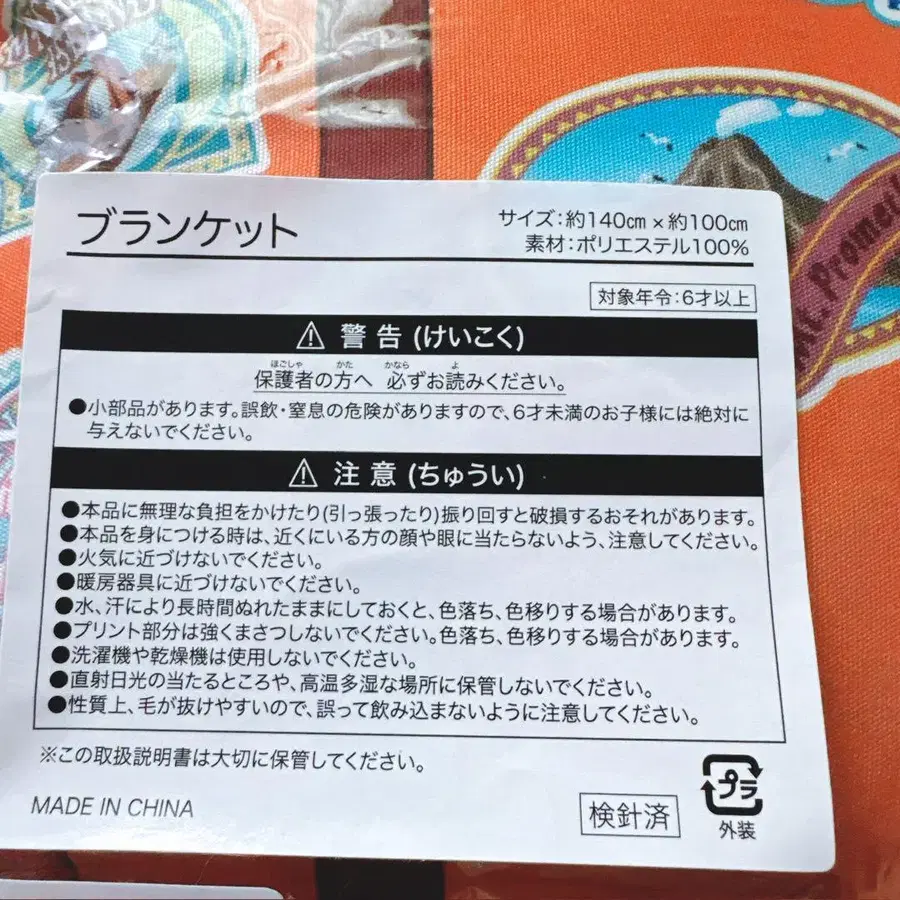 Mt. Prometh
ブランケット
サイズ：約140㎝×約100㎝
素材：ポリエステル100%
対象年令：6才以上
⚠ 警告 (けいこく)
保護者の方へ 必ずお読みください。
●小部品があります。誤飲・窒息の危険がありますので、6才未満のお子様には絶対に
与えないでください。
⚠ 注意 (ちゅうい)
●本品に無理な負担をかけたり(引っ張ったり)振り回すと破損するおそれがあります。
●本品を身につける時は、近くにいる方の顔や眼に当たらないよう、注意してください。
●火気に近づけないでください。
●暖房器具に近づけないでください。
●水、汗により長時間ぬれたままにしておくと、色落ち、色移りする場合があります。
●プリント部分は強くまさつしないでください。色落ち、色移りする場合があります。
●洗濯機や乾燥機は使用しないでください。
●直射日光の当たるところや、高温多湿な場所に保管しないでください。
●性質上、毛が抜けやすいので、誤って飲み込まないように注意してください。
※この取扱説明書は大切に保管してください。
MADE IN CHINA
検針済
プラ
外装